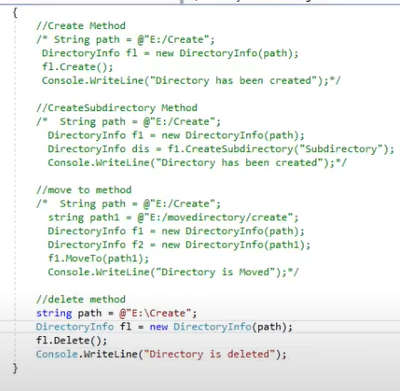 {
//Create Method
/* String path = @"E:/Create";
DirectoryInfo fl = new DirectoryInfo(path);
fl.Create();
Console.WriteLine("Directory has been created");*/
//CreateSubdirectory Method
/*  String path = @"E:/Create";
DirectoryInfo f1 = new DirectoryInfo(path);
DirectoryInfo dis = f1.CreateSubdirectory("Subdirectory");
Console.WriteLine("Directory has been created");*/
//move to method
/*  String path = @"E:/Create";
string path1 = @"E:/movedirectory/create";
DirectoryInfo f1 = new DirectoryInfo(path);
DirectoryInfo f2 = new DirectoryInfo(path1);
f1.MoveTo(path1);
Console.WriteLine("Directory is Moved");*/
//delete method
string path = @"E:\Create";
DirectoryInfo fl = new DirectoryInfo(path);
fl.Delete();
Console.WriteLine("Directory is deleted");
}